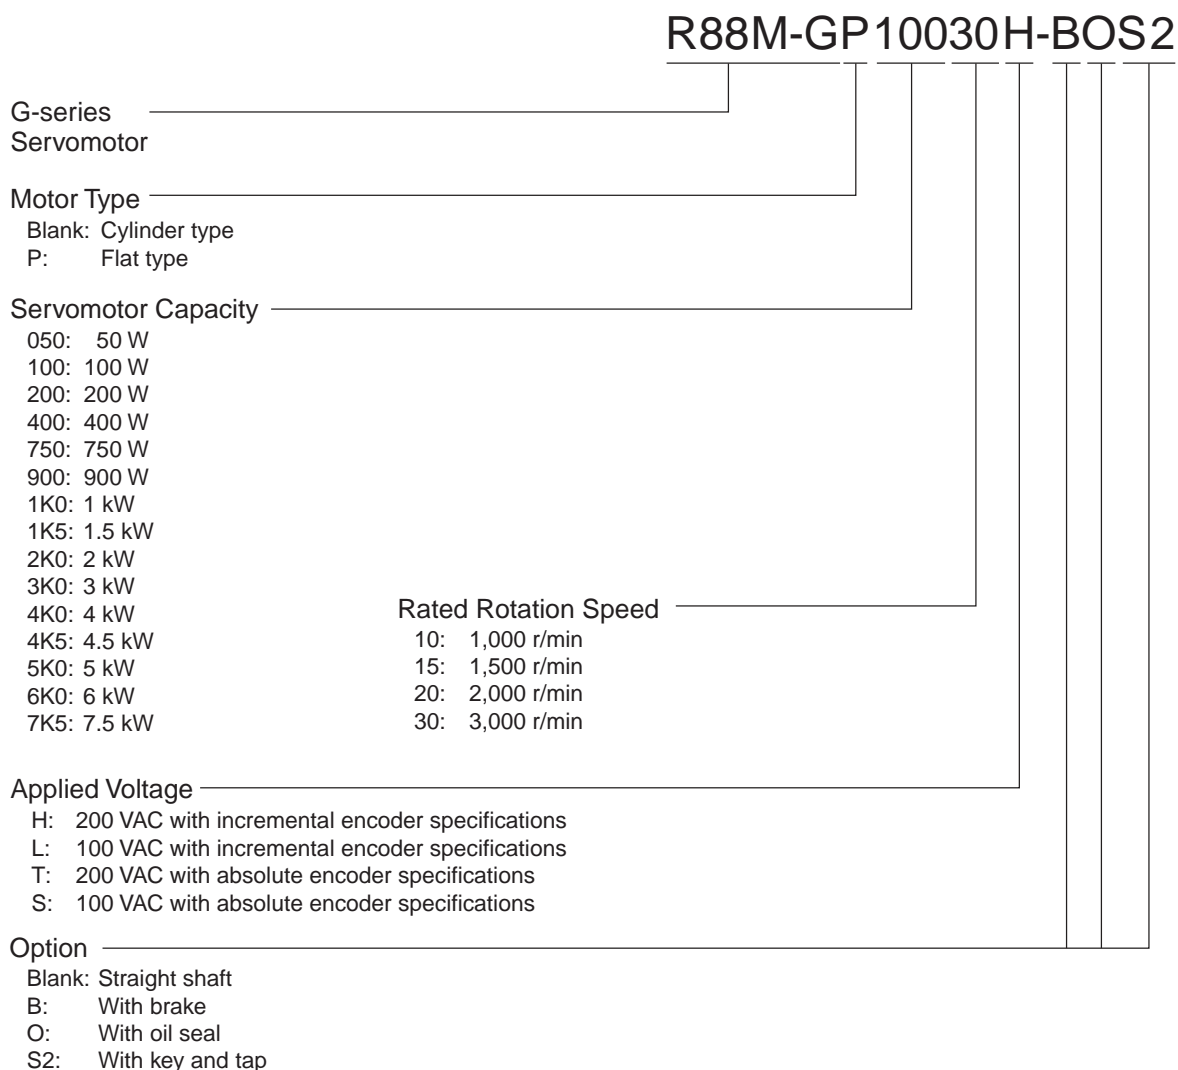 R88M-GP10030H-BOS2
G-series
Servomotor
Motor Type
Blank: Cylinder type
P: Flat type
Servomotor Capacity
050: 50 W
100: 100 W
200: 200 W
400: 400 W
750: 750 W
900: 900 W
1K0: 1 kW
1K5: 1.5 kW
2K0: 2 kW
3K0: 3 kW
4K0: 4 kW
4K5: 4.5 kW
5K0: 5 kW
6K0: 6 kW
7K5: 7.5 kW
Rated Rotation Speed
10: 1,000 r/min
15: 1,500 r/min
20: 2,000 r/min
30: 3,000 r/min
Applied Voltage
H: 200 VAC with incremental encoder specifications
L: 100 VAC with incremental encoder specifications
T: 200 VAC with absolute encoder specifications
S: 100 VAC with absolute encoder specifications
Option
Blank: Straight shaft
B: With brake
O: With oil seal
S2: With key and tap